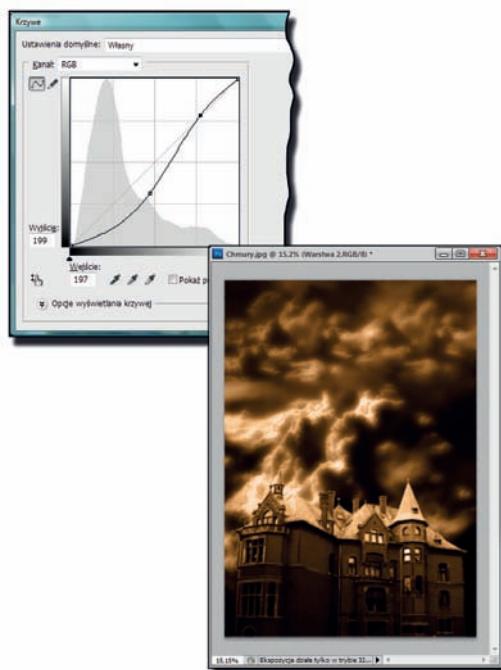 Krzywe
Ustawienia domyślne: Własny
Kanał: RGB
Wyjście:
199
Wejście:
197
Pokaż
Opcje wyświetlania krzywej
Chmury.jpg @ 15,2% (Warstwa 2,RGB/8) *
15,15% Ekspozycja działa tylko w trybie 32...